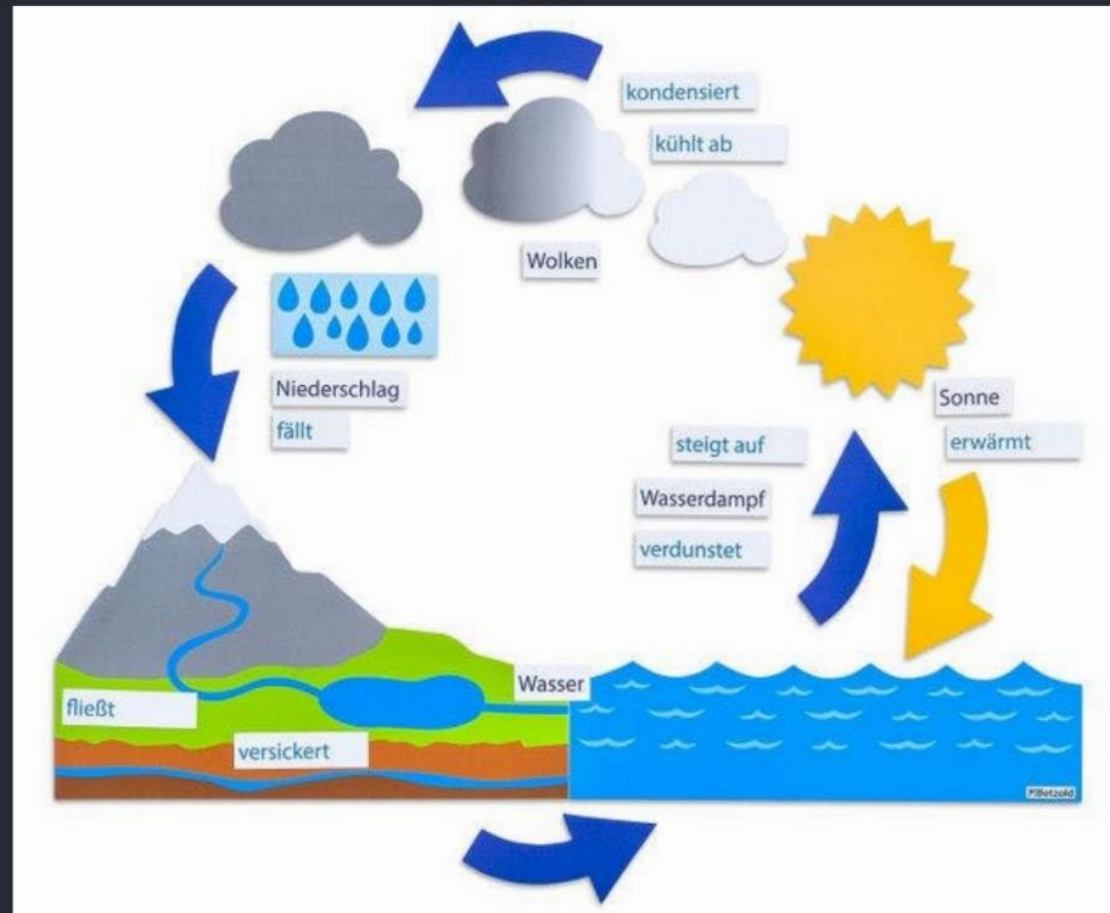 kondensiert
kühlt ab
Wolken
Niederschlag
fällt
Sonne
erwärmt
steigt auf
Wasserdampf
verdunstet
Wasser
fließt
versickert
Betzold